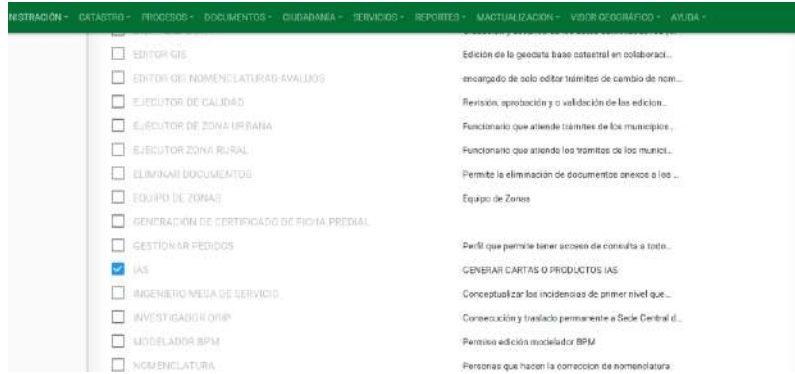 NISTRACIÓN CATASTRO PROCESOS DOCUMENTOS CIUDADANÍA SERVICIOS REPORTES MACTUALIZACIÓN VISOR GEOGRÁFICO AYUDA
EDITOR GIS Edición de la geodata base catastral en colaboraci...
EDITOR GIS NOMENCLATURAS-AVALUOS encargado de solo editar trámites de cambio de nom...
EJECUTOR DE CALIDAD Revisión, aprobación y o validación de las edicion...
EJECUTOR DE ZONA URBANA Funcionario que atiende trámites de los municipios...
EJECUTOR ZONA RURAL Funcionario que atiende los tramites de los munici...
ELIMINAR DOCUMENTOS Permite la eliminación de documentos anexos a los ...
EQUIPO DE ZONAS Equipo de Zonas
GENERACIÓN DE CERTIFICADO DE FICHA PREDIAL
GESTIONAR PEDIDOS Perfil que permite tener acceso de consulta a todo...
IAS GENERAR CARTAS O PRODUCTOS IAS
INGENIERO MESA DE SERVICIO Conceptualizar las incidencias de primer nivel que...
INVESTIGADOR ORIP Consecución y traslado permanente a Sede Central d...
MODELADOR BPM Permiso edición modelador BPM
NOMENCLATURA Personas que hacen la correccion de nomenclatura